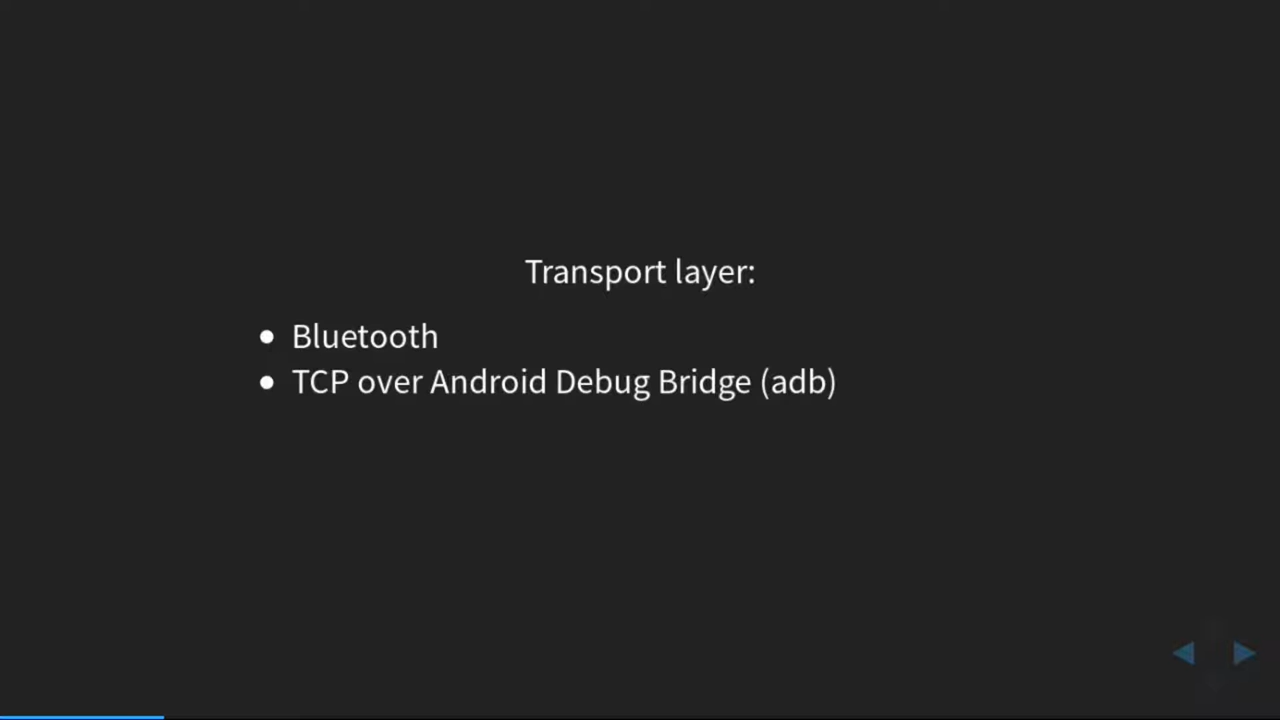 Transport layer:
Bluetooth
TCP over Android Debug Bridge (adb)